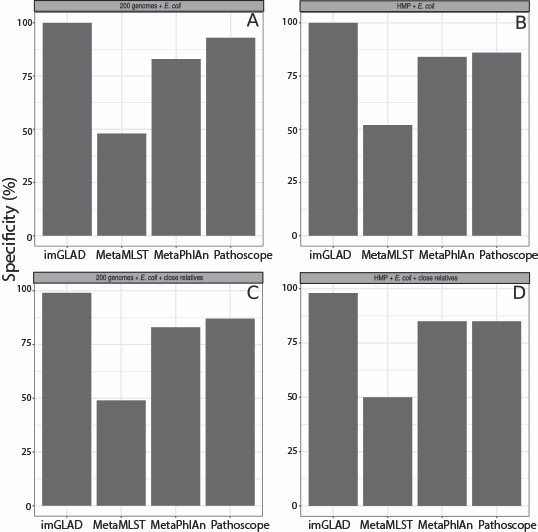 200 genomes + E. coli
A
100
75
50
25
0
imGLAD MetaMLST MetaPhlAn Pathoscope
HMP + E. coli
B
100
75
50
25
0
imGLAD MetaMLST MetaPhlAn Pathoscope
Specificity (%)
200 genomes + E. coli + close relatives
C
100
75
50
25
0
imGLAD MetaMLST MetaPhlAn Pathoscope
HMP + E. coli + close relatives
D
100
75
50
25
0
imGLAD MetaMLST MetaPhlAn Pathoscope